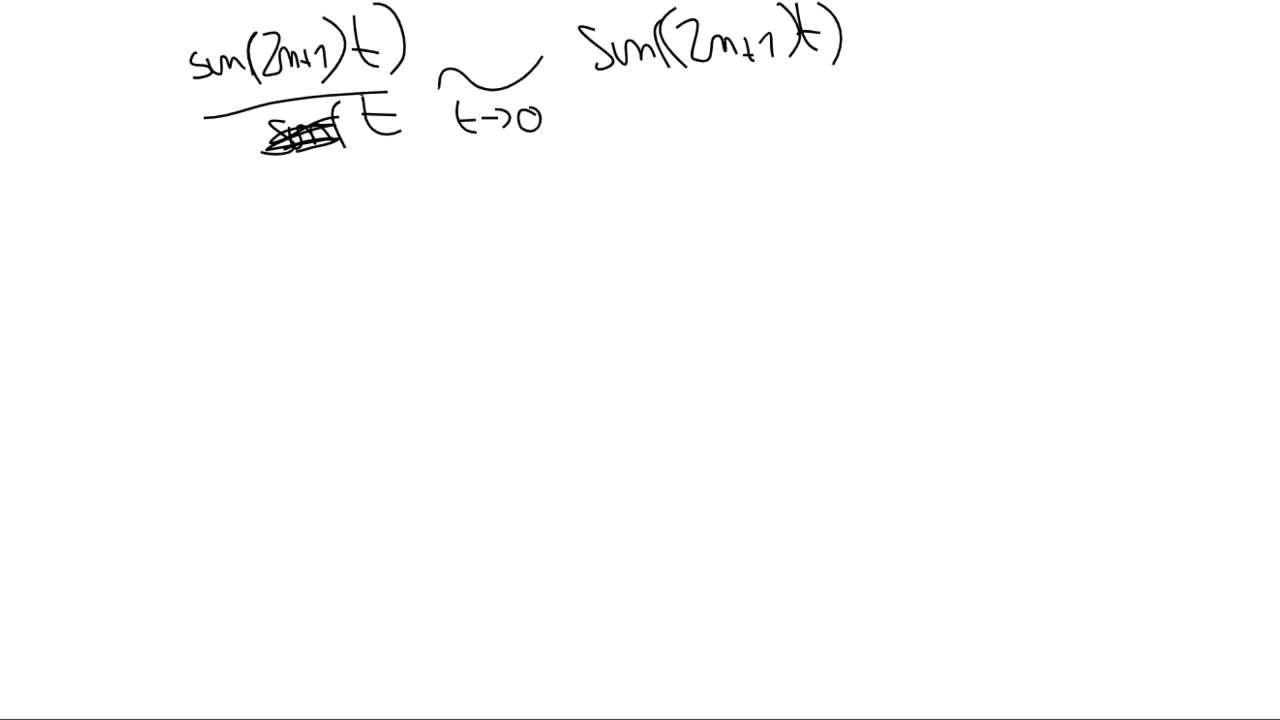 sin(2n+1)t) ~ sin((2n+1)t)
t t→0